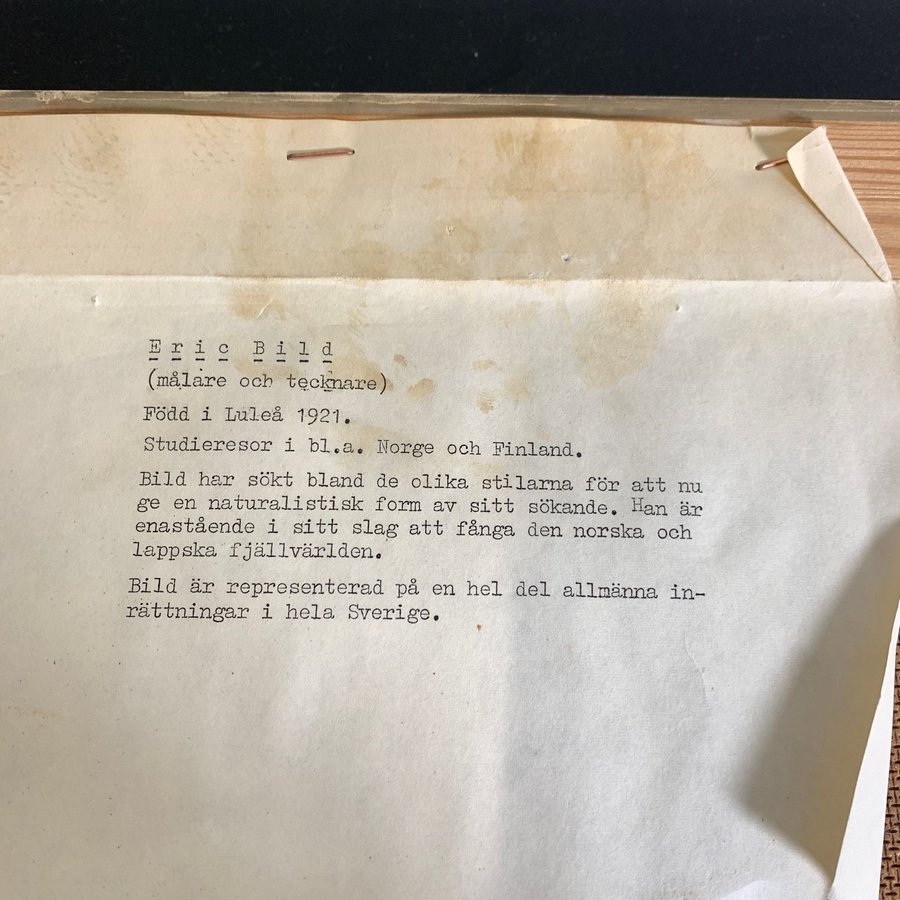 Eric Bild
(målare och tecknare)
Född i Luleå 1921.
Studieresor i bl.a. Norge och Finland.
Bild har sökt bland de olika stilarna för att nu
ge en naturalistisk form av sitt sökande. Han är
enastående i sitt slag att fånga den norska och
lappska fjällvärlden.
Bild är representerad på en hel del allmänna in-
rättningar i hela Sverige.